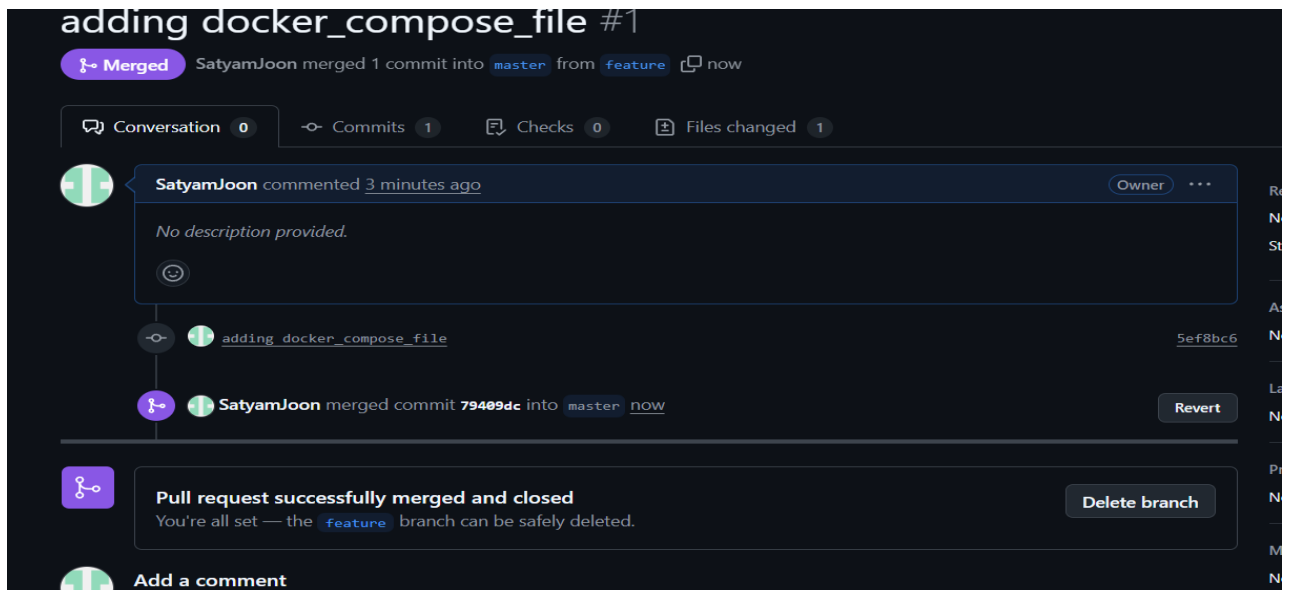 adding docker_compose_file #1
Merged SatyamJoon merged 1 commit into master from feature now
Conversation 0 Commits 1 Checks 0 Files changed 1
SatyamJoon commented 3 minutes ago Owner ...
No description provided.
adding docker_compose_file 5ef8bc6
SatyamJoon merged commit 79409dc into master now Revert
Pull request successfully merged and closed
You're all set — the feature branch can be safely deleted.
Delete branch
Add a comment